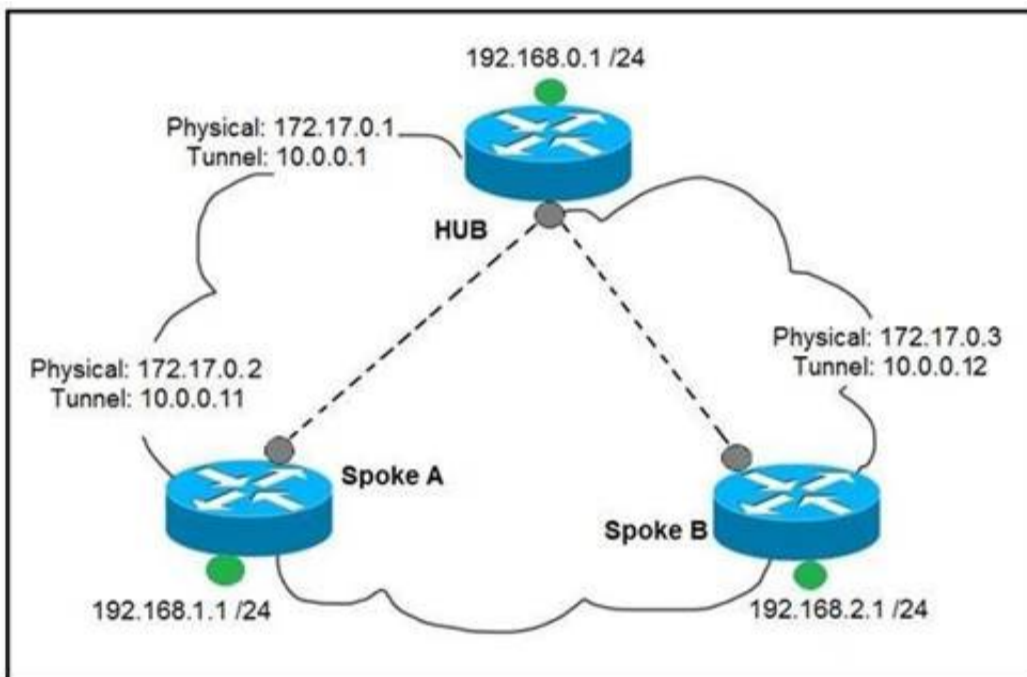 192.168.0.1 /24
Physical: 172.17.0.1
Tunnel: 10.0.0.1
HUB
Physical: 172.17.0.3
Tunnel: 10.0.0.12
Physical: 172.17.0.2
Tunnel: 10.0.0.11
Spoke A
Spoke B
192.168.1.1 /24
192.168.2.1 /24